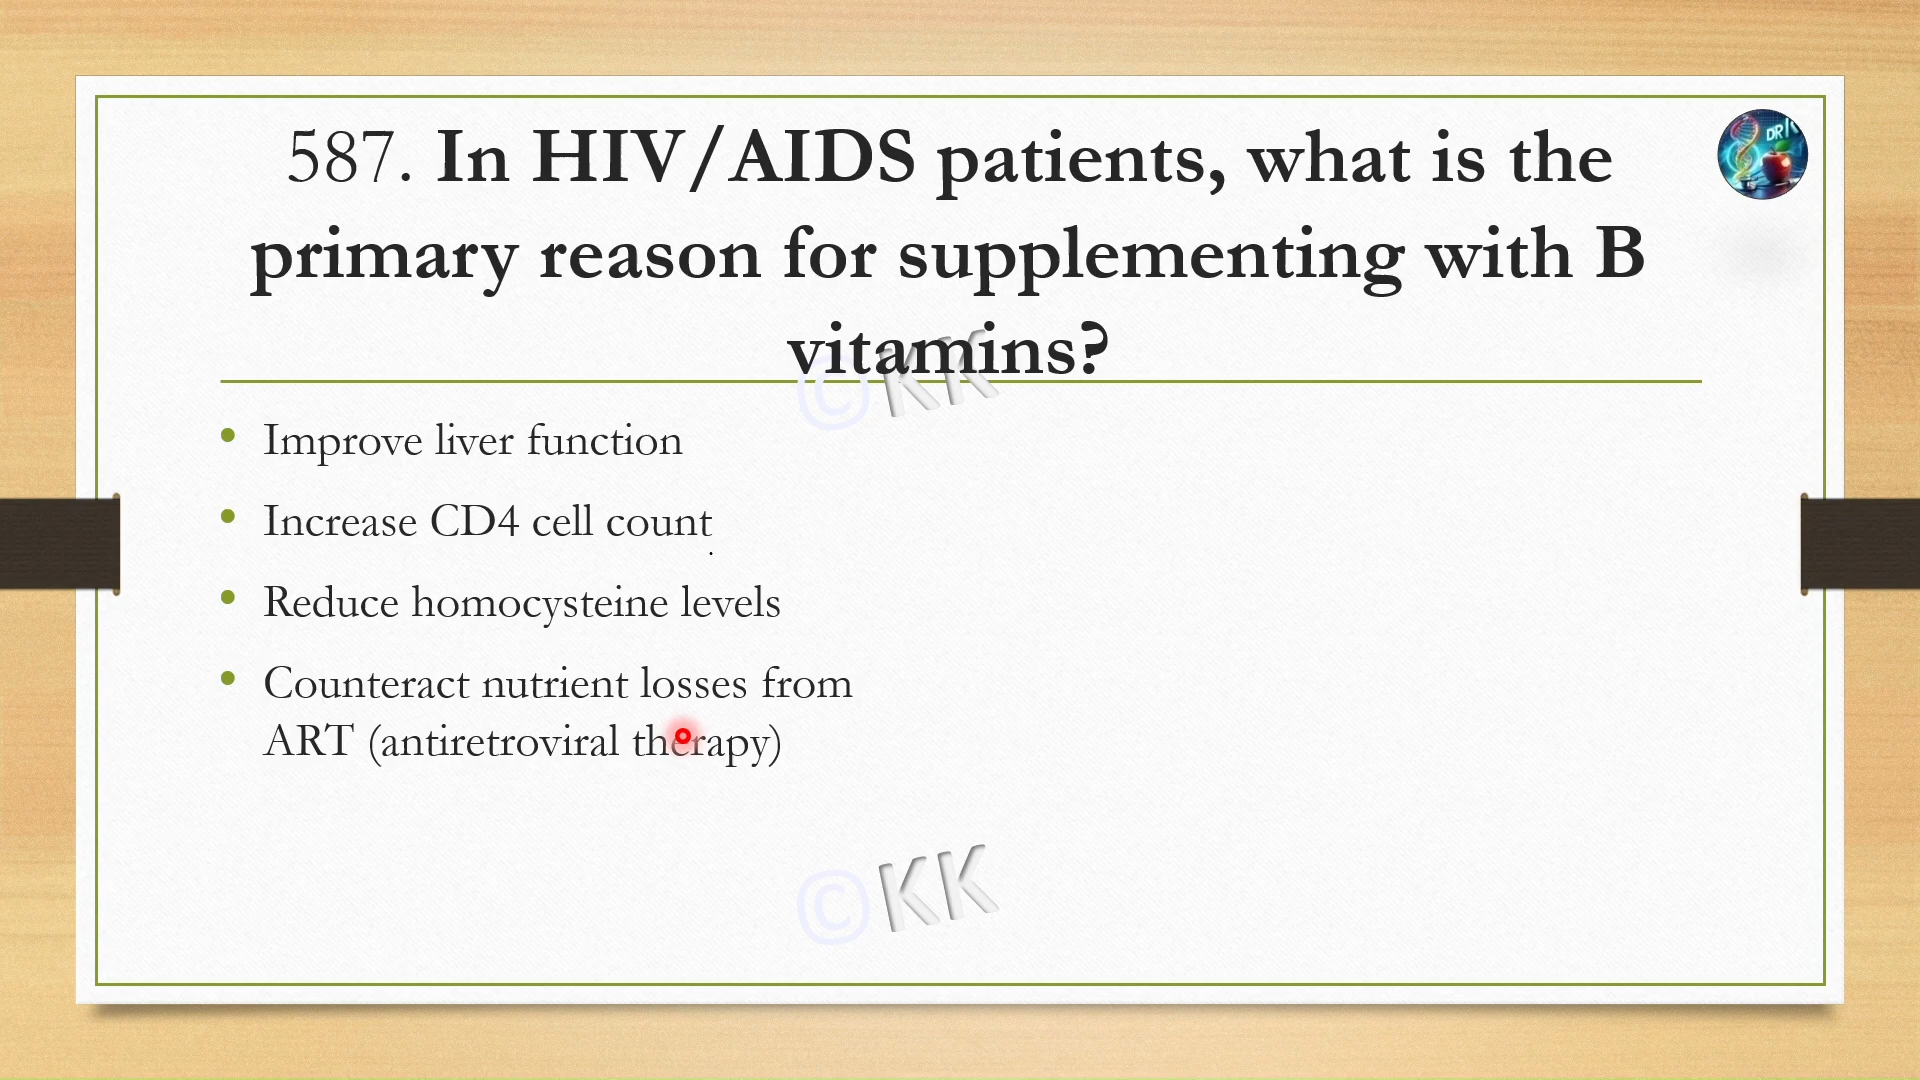 587. In HIV/AIDS patients, what is the
primary reason for supplementing with B
vitamins?
©KK
• Improve liver function
• Increase CD4 cell count
.
• Reduce homocysteine levels
• Counteract nutrient losses from
ART (antiretroviral therapy)
©KK
DR